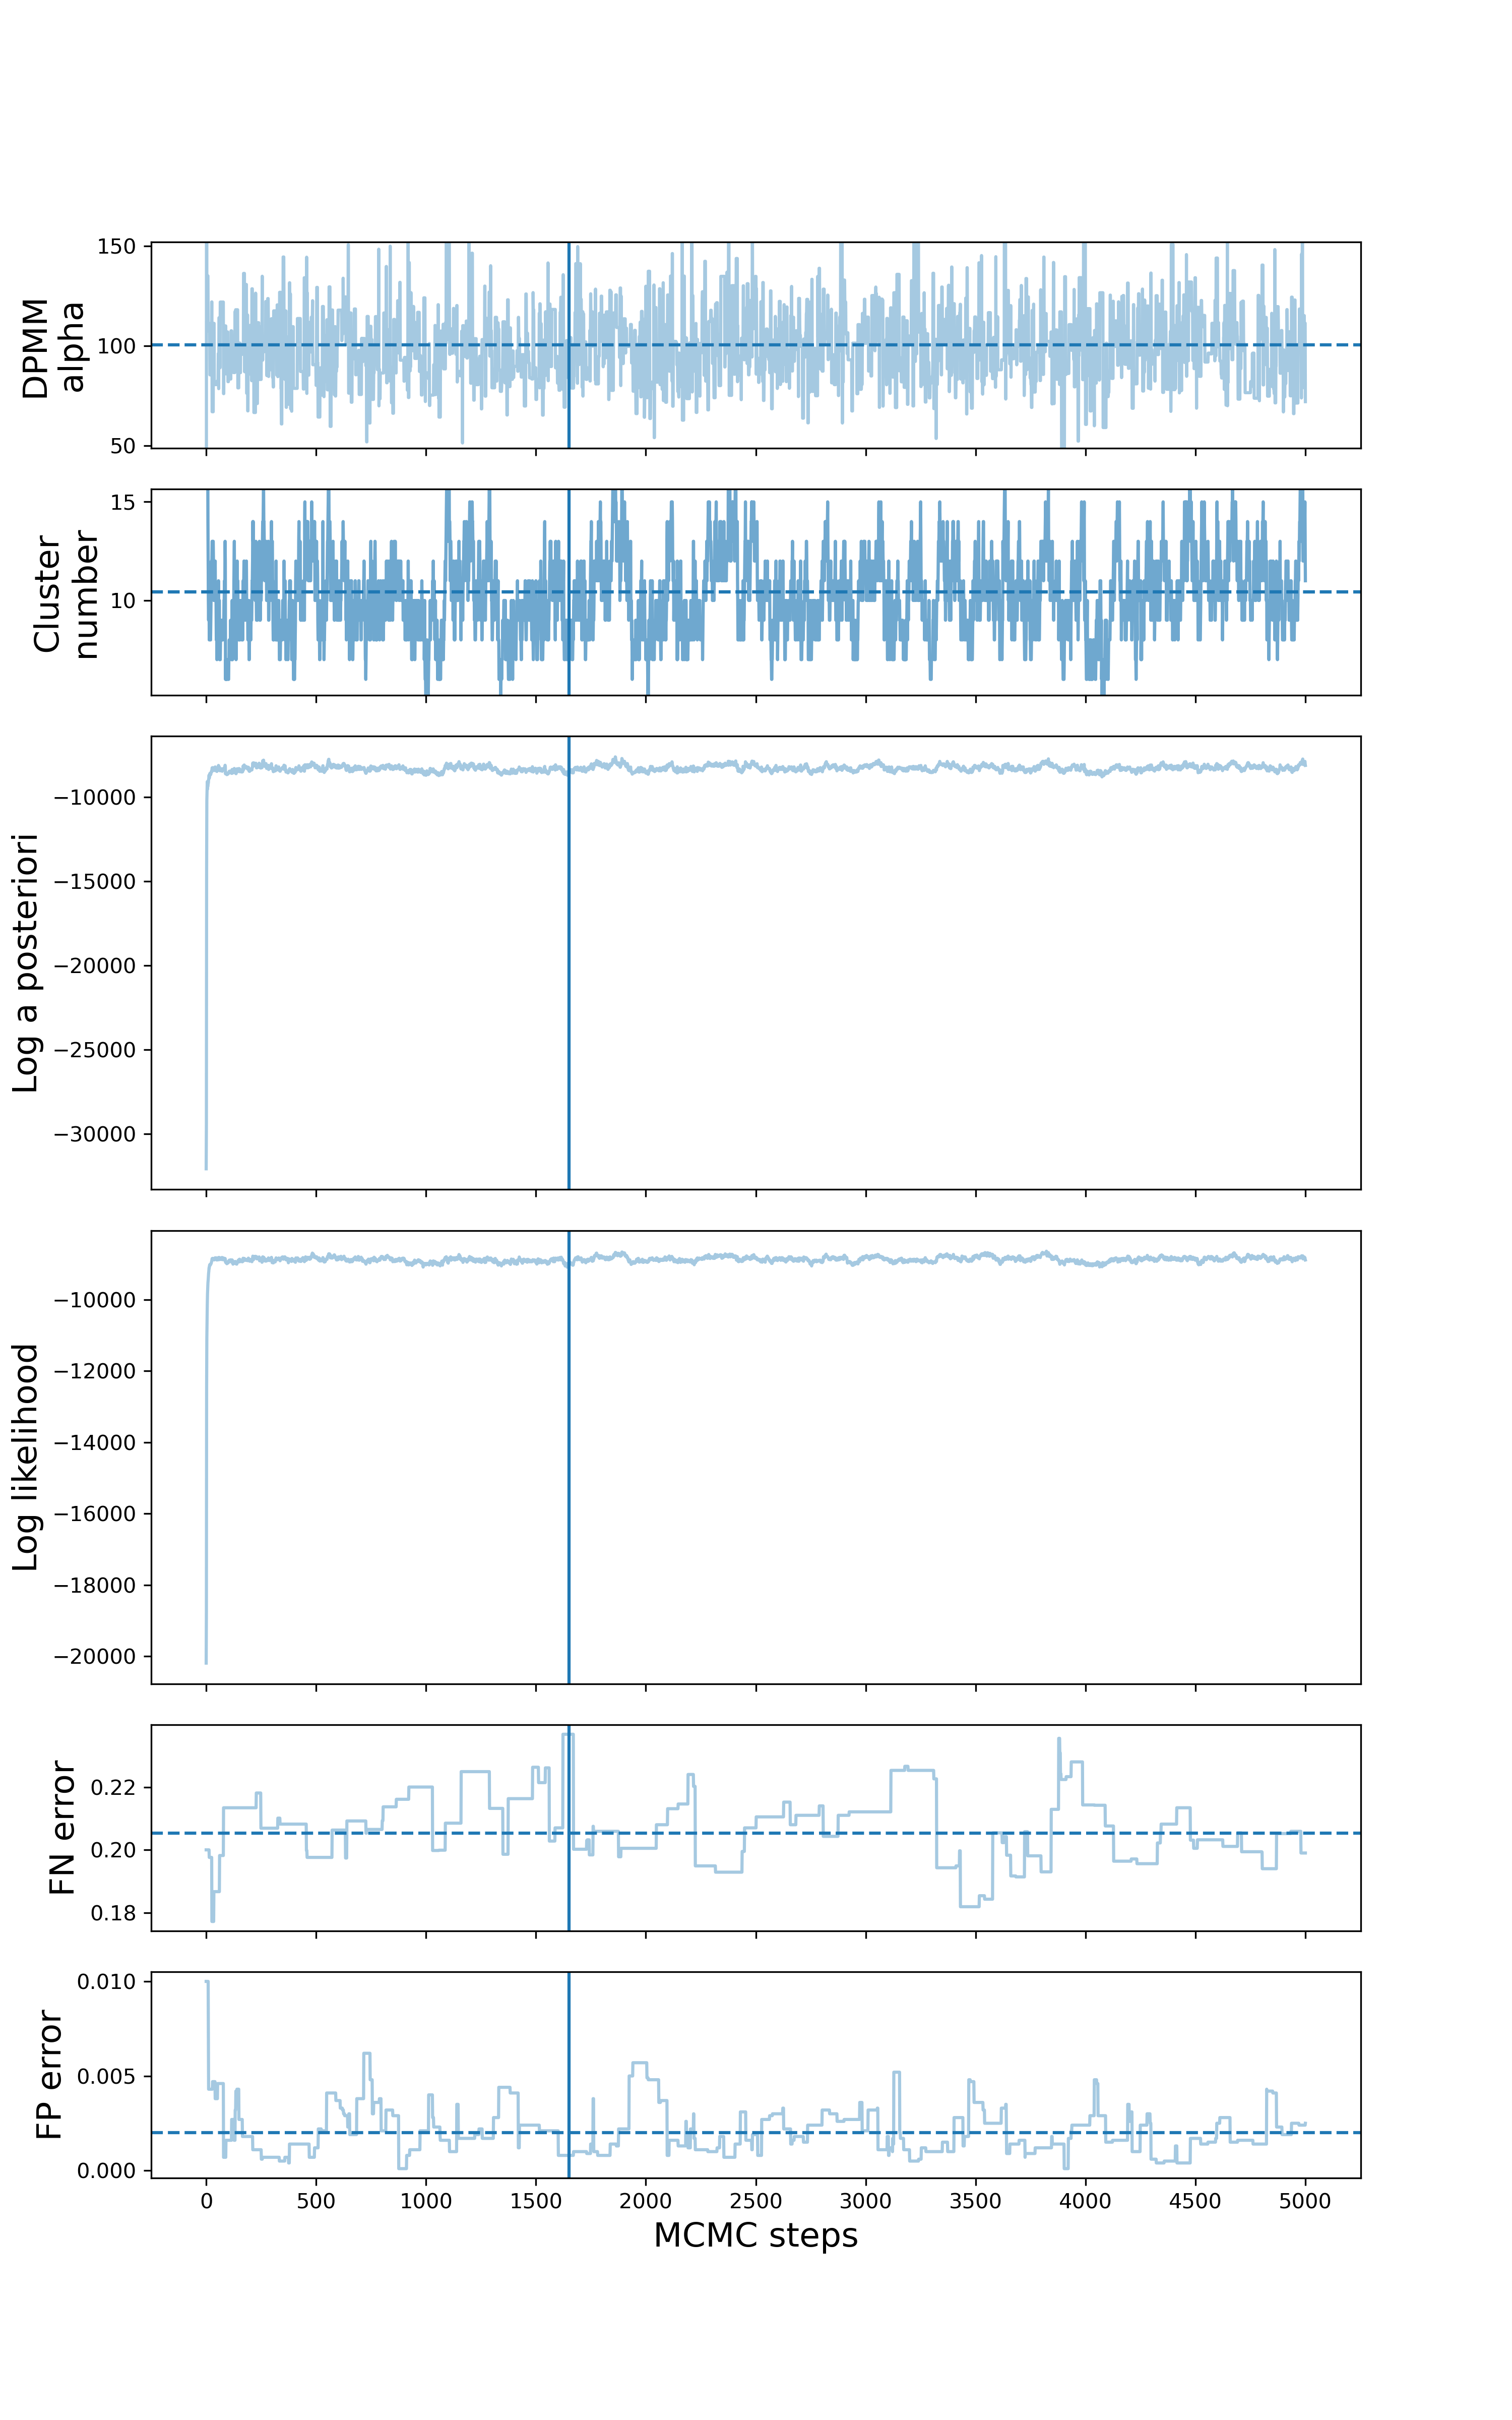 DPMM
alpha
150
100
50
Cluster
number
15
10
Log a posteriori
−10000
−15000
−20000
−25000
−30000
Log likelihood
−10000
−12000
−14000
−16000
−18000
−20000
FN error
0.22
0.20
0.18
FP error
0.010
0.005
0.000
0 500 1000 1500 2000 2500 3000 3500 4000 4500 5000
MCMC steps